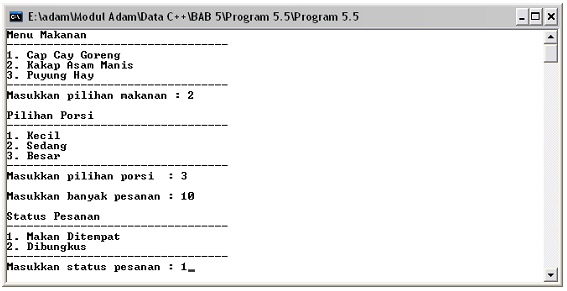 E:\adam\Modul Adam\Data C++\BAB 5\Program 5.5\Program 5.5
Menu Makanan
---------------------------------
1. Cap Cay Goreng
2. Kakap Asam Manis
3. Puyung Hay
---------------------------------
Masukkan pilihan makanan : 2
Pilihan Porsi
---------------------------------
1. Kecil
2. Sedang
3. Besar
---------------------------------
Masukkan pilihan porsi  : 3
Masukkan banyak pesanan : 10
Status Pesanan
---------------------------------
1. Makan Ditempat
2. Dibungkus
---------------------------------
Masukkan status pesanan : 1_